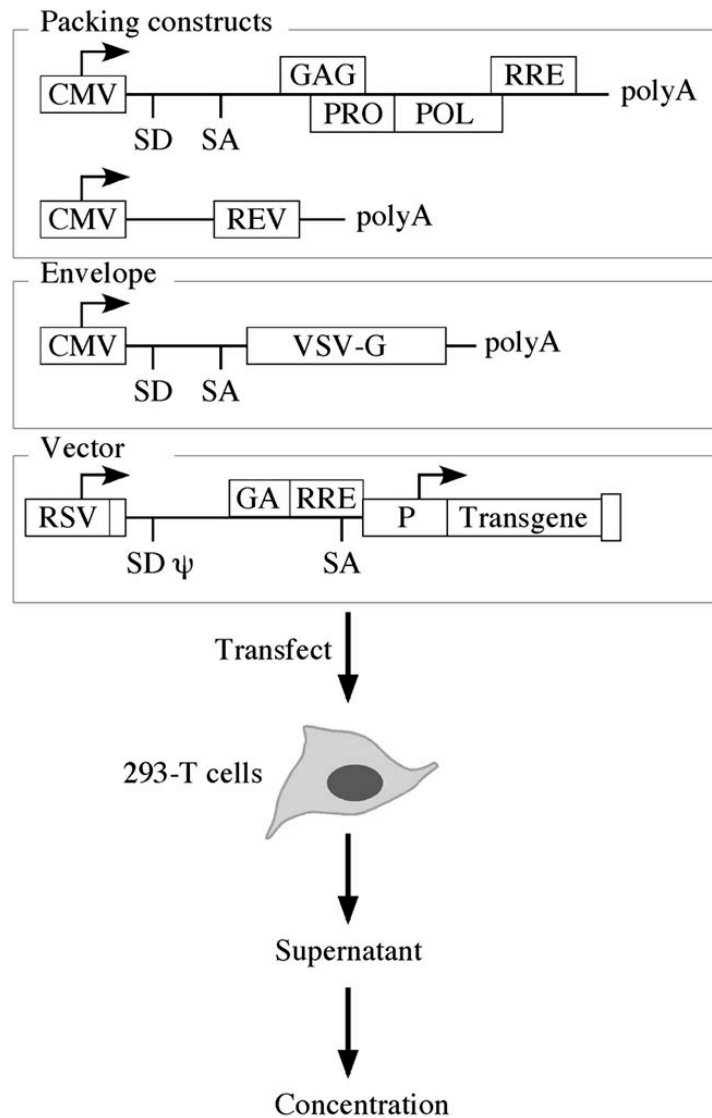 Packing constructs
GAG RRE
CMV polyA
PRO POL
SD SA
CMV REV polyA
Envelope
CMV VSV-G polyA
SD SA
Vector
GA RRE
RSV P Transgene
SD ψ SA
Transfect
293-T cells
Supernatant
Concentration